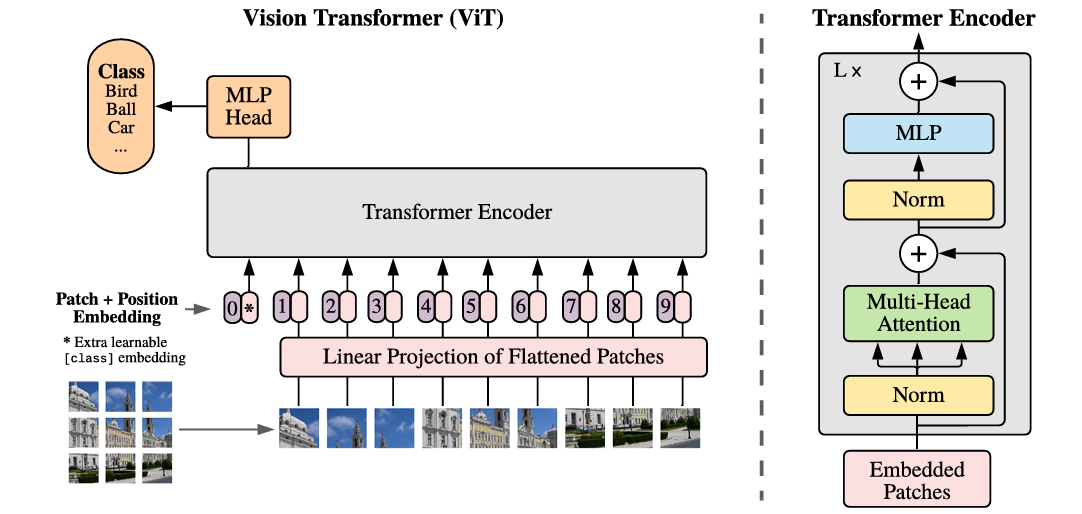 Vision Transformer (ViT)
Class
Bird
Ball
Car
...
MLP
Head
Transformer Encoder
Patch + Position
Embedding
0 * 1 2 3 4 5 6 7 8 9
* Extra learnable
[class] embedding
Linear Projection of Flattened Patches
Transformer Encoder
L ×
+
MLP
Norm
+
Multi-Head
Attention
Norm
Embedded
Patches